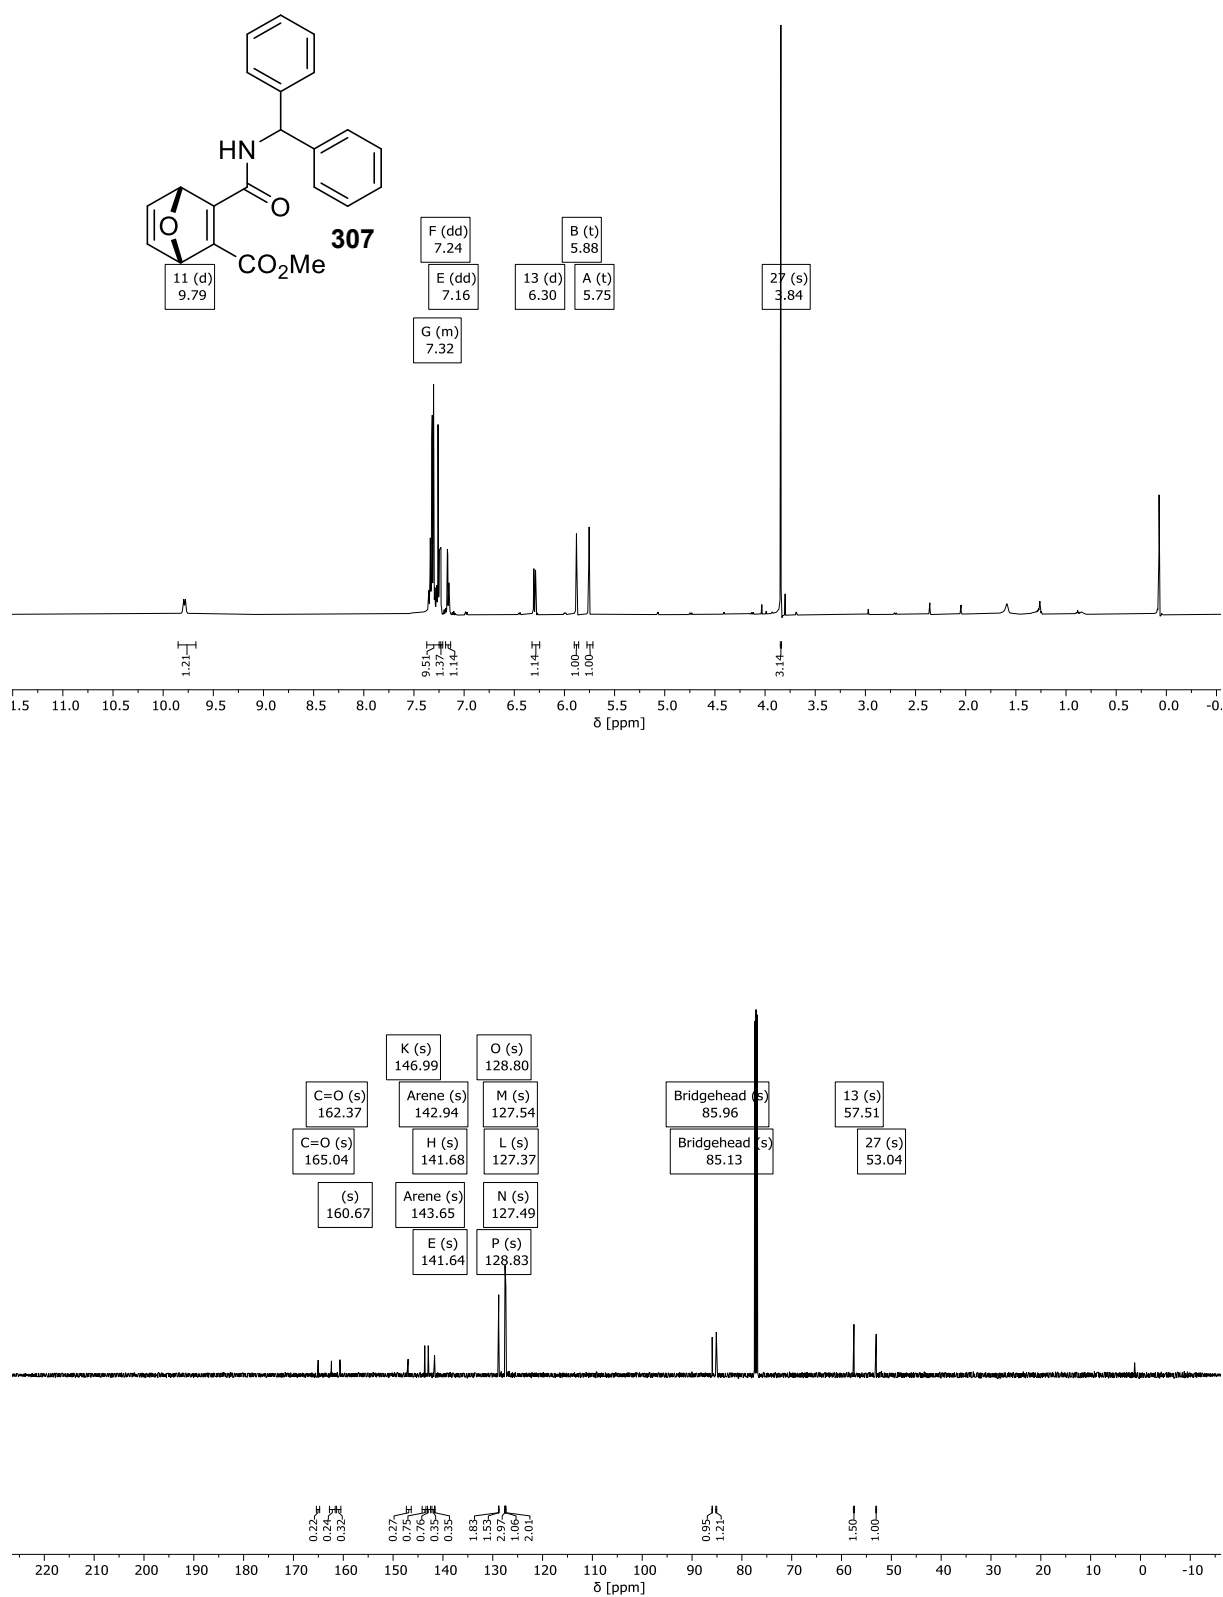 HN
O
O
307
CO2Me
F (dd)
7.24
B (t)
5.88
11 (d)
9.79
E (dd)
7.16
13 (d)
6.30
A (t)
5.75
27 (s)
3.84
G (m)
7.32
1.21
9.51
1.37
1.14
1.14
1.00
1.00
3.14
1.5 11.0 10.5 10.0 9.5 9.0 8.5 8.0 7.5 7.0 6.5 6.0 5.5 5.0 4.5 4.0 3.5 3.0 2.5 2.0 1.5 1.0 0.5 0.0 -0.
δ [ppm]
K (s)
146.99
O (s)
128.80
C=O (s)
162.37
Arene (s)
142.94
M (s)
127.54
Bridgehead (s)
85.96
13 (s)
57.51
C=O (s)
165.04
H (s)
141.68
L (s)
127.37
Bridgehead (s)
85.13
27 (s)
53.04
(s)
160.67
Arene (s)
143.65
N (s)
127.49
E (s)
141.64
P (s)
128.83
0.22
0.24
0.32
0.27
0.75
0.76
0.35
0.35
1.83
1.53
2.97
1.06
2.01
0.95
1.21
1.50
1.00
220 210 200 190 180 170 160 150 140 130 120 110 100 90 80 70 60 50 40 30 20 10 0 -10
δ [ppm]